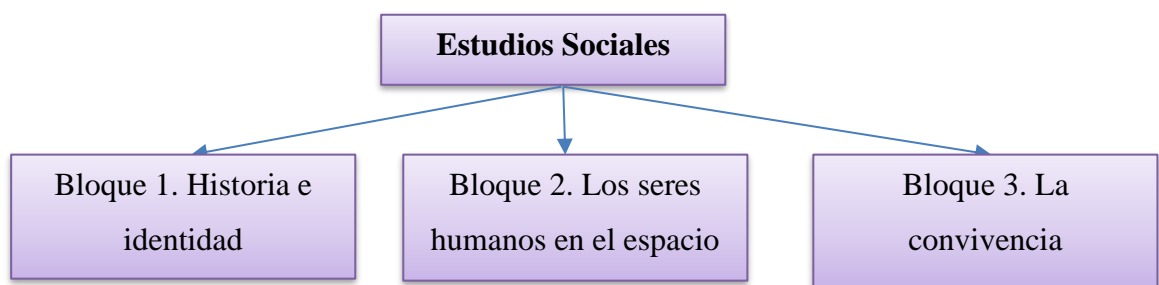 Estudios Sociales
Bloque 1. Historia e
identidad
Bloque 2. Los seres
humanos en el espacio
Bloque 3. La
convivencia